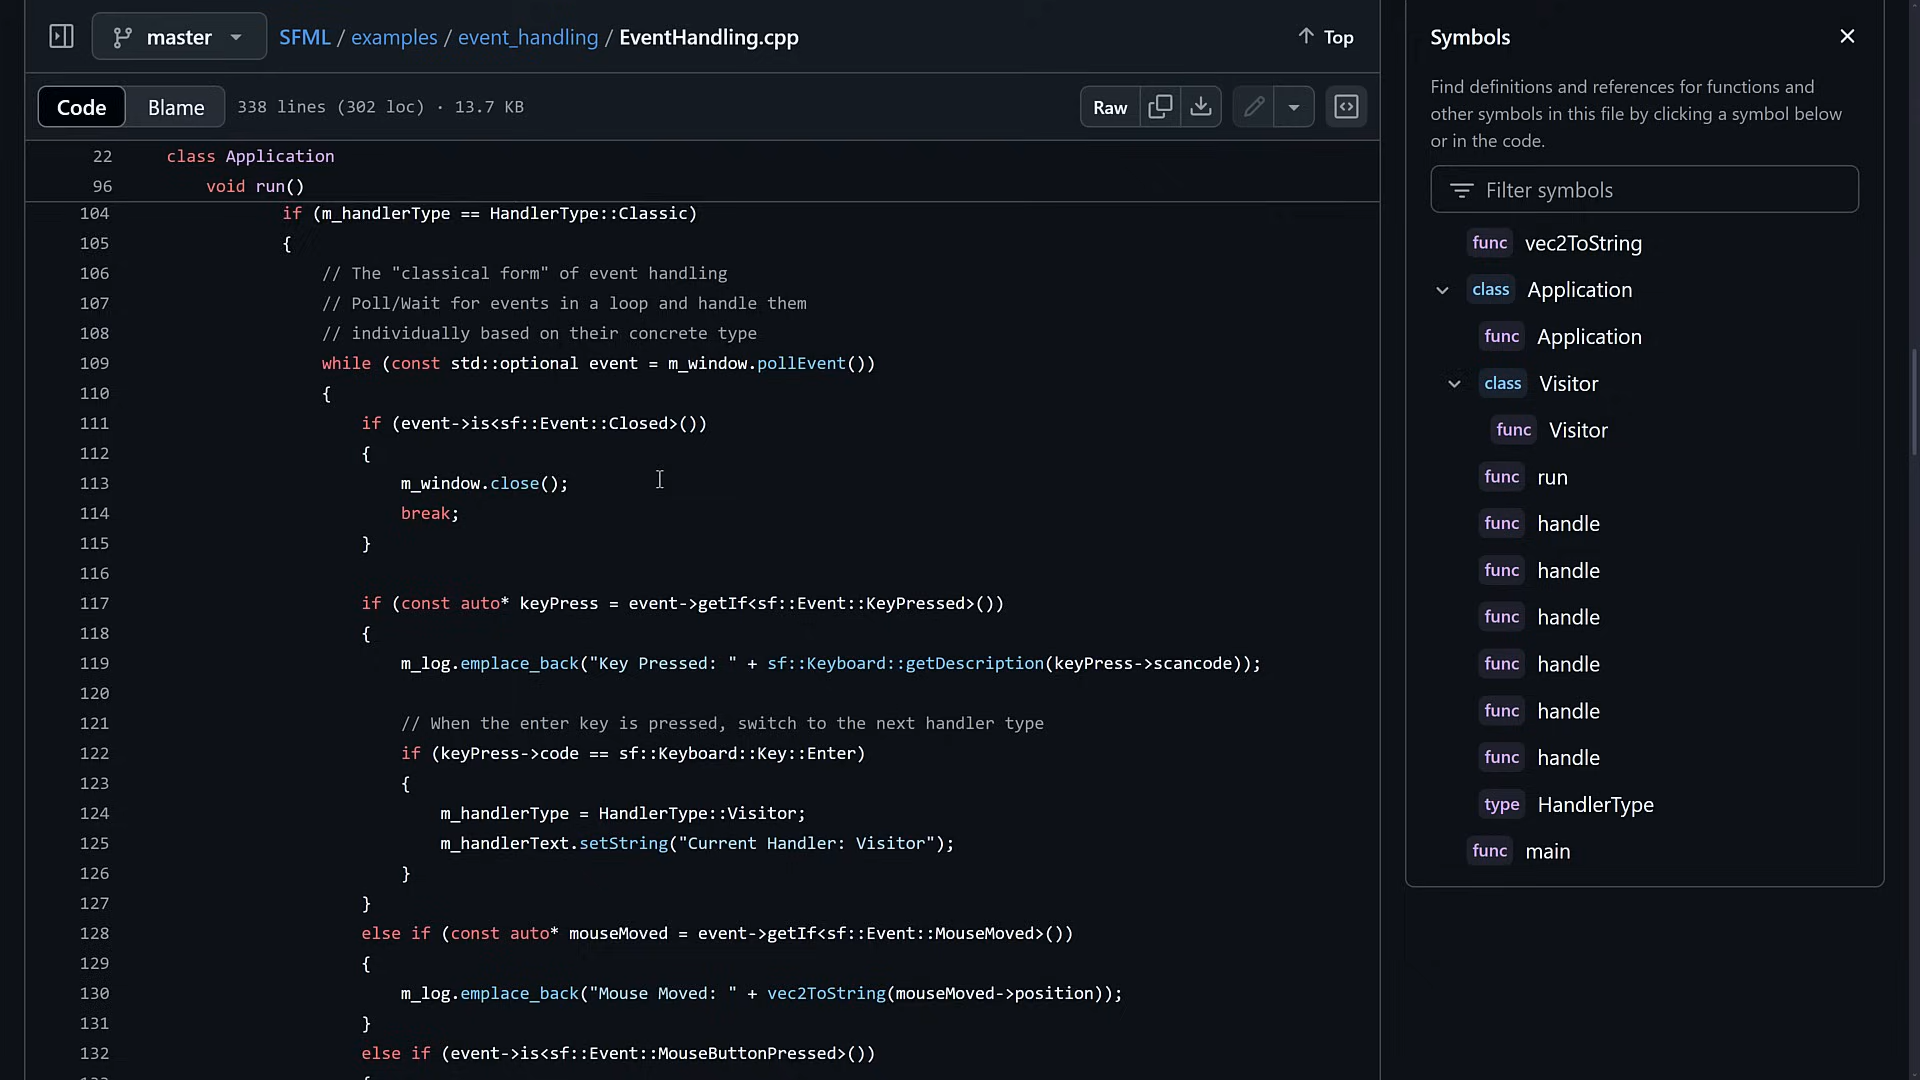 master SFML / examples / event_handling / EventHandling.cpp Top
Code Blame 338 lines (302 loc) · 13.7 KB Raw
22 class Application
96 void run()
104 if (m_handlerType == HandlerType::Classic)
105 {
106 // The "classical form" of event handling
107 // Poll/Wait for events in a loop and handle them
108 // individually based on their concrete type
109 while (const std::optional event = m_window.pollEvent())
110 {
111 if (event->is<sf::Event::Closed>())
112 {
113 m_window.close();
114 break;
115 }
116
117 if (const auto* keyPress = event->getIf<sf::Event::KeyPressed>())
118 {
119 m_log.emplace_back("Key Pressed: " + sf::Keyboard::getDescription(keyPress->scancode));
120
121 // When the enter key is pressed, switch to the next handler type
122 if (keyPress->code == sf::Keyboard::Key::Enter)
123 {
124 m_handlerType = HandlerType::Visitor;
125 m_handlerText.setString("Current Handler: Visitor");
126 }
127 }
128 else if (const auto* mouseMoved = event->getIf<sf::Event::MouseMoved>())
129 {
130 m_log.emplace_back("Mouse Moved: " + vec2ToString(mouseMoved->position));
131 }
132 else if (event->is<sf::Event::MouseButtonPressed>())
Symbols
Find definitions and references for functions and
other symbols in this file by clicking a symbol below
or in the code.
Filter symbols
func vec2ToString
class Application
func Application
class Visitor
func Visitor
func run
func handle
func handle
func handle
func handle
func handle
func handle
type HandlerType
func main